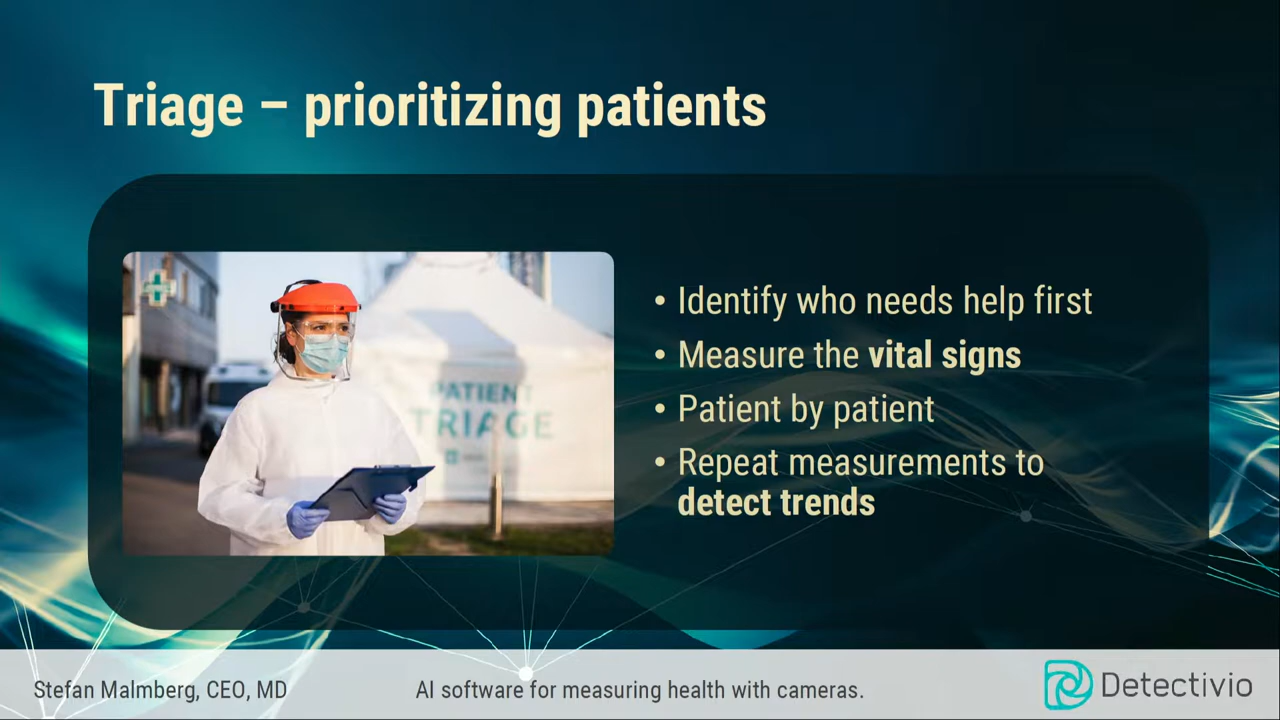 Triage – prioritizing patients
PATIENT
TRIAGE
• Identify who needs help first
• Measure the vital signs
• Patient by patient
• Repeat measurements to
detect trends
Stefan Malmberg, CEO, MD
AI software for measuring health with cameras.
Detectivio